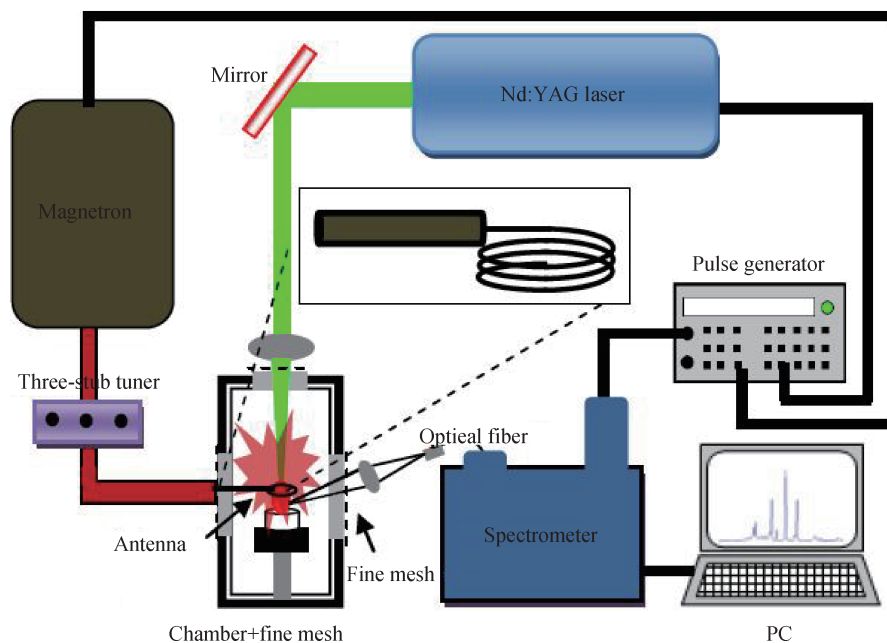 Mirror
Nd:YAG laser
Magnetron
Pulse generator
Three-stub tuner
Optieal fiber
Antenna
Spectrometer
Fine mesh
Chamber+fine mesh
PC